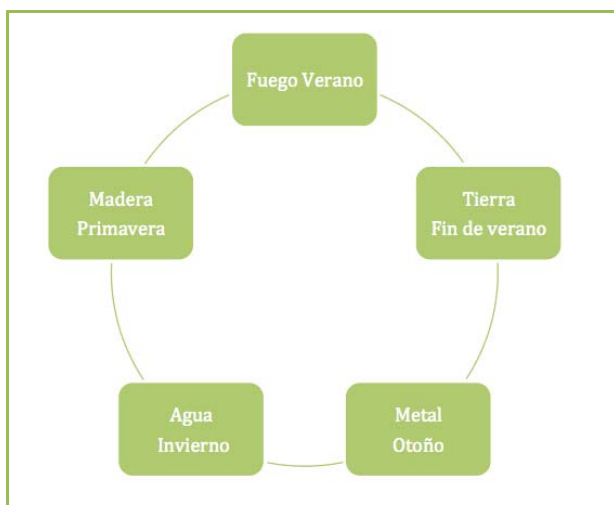 Fuego Verano
Madera
Primavera
Tierra
Fin de verano
Agua
Invierno
Metal
Otoño